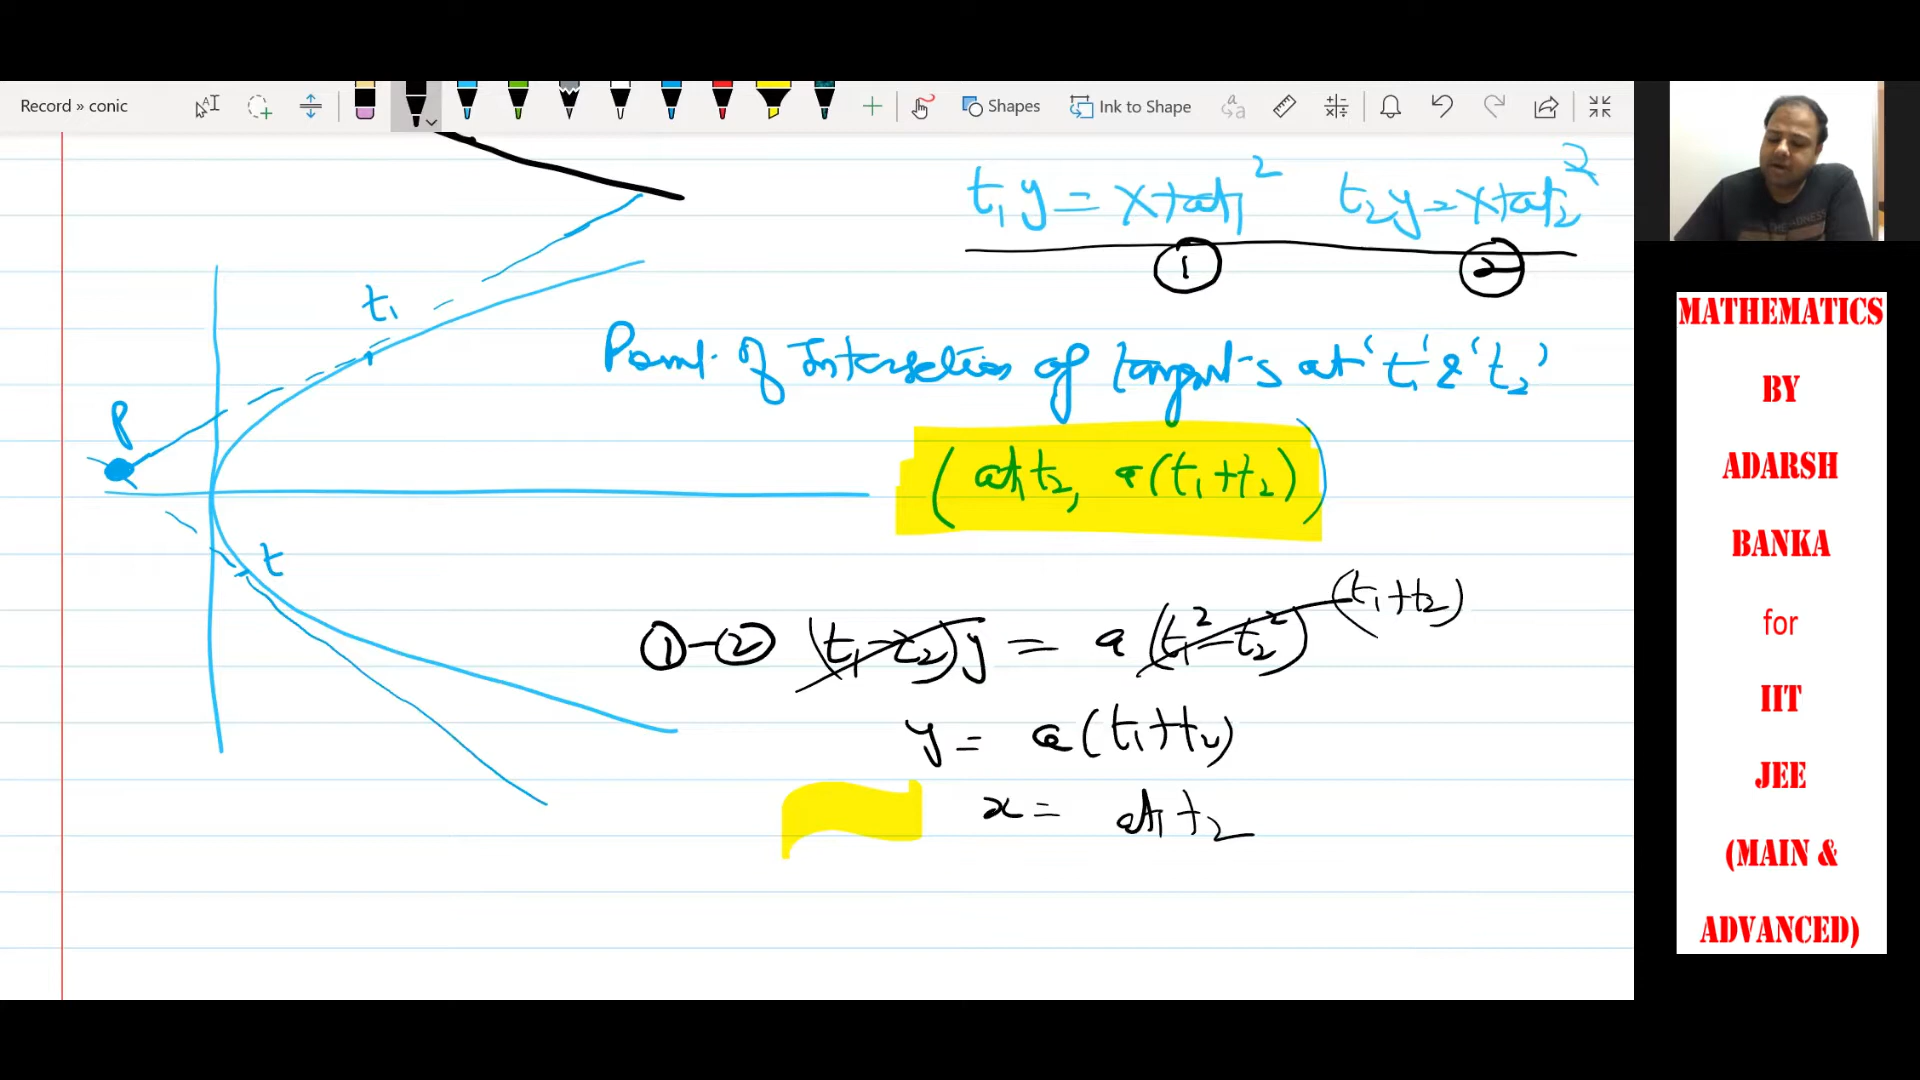 Record » conic
Shapes
Ink to Shape
t₁y = x+at₁² t₂y = x+at₂²
① ②
Point of Intersection of tangents at 't₁' & 't₂'
(at₁t₂, a(t₁+t₂))
t₁
P
t
①-② (t₁-t₂)y = a(t₁²-t₂²) (t₁+t₂)
y = a(t₁+t₂)
x = at₁t₂
MATHEMATICS
BY
ADARSH
BANKA
for
IIT
JEE
(MAIN &
ADVANCED)